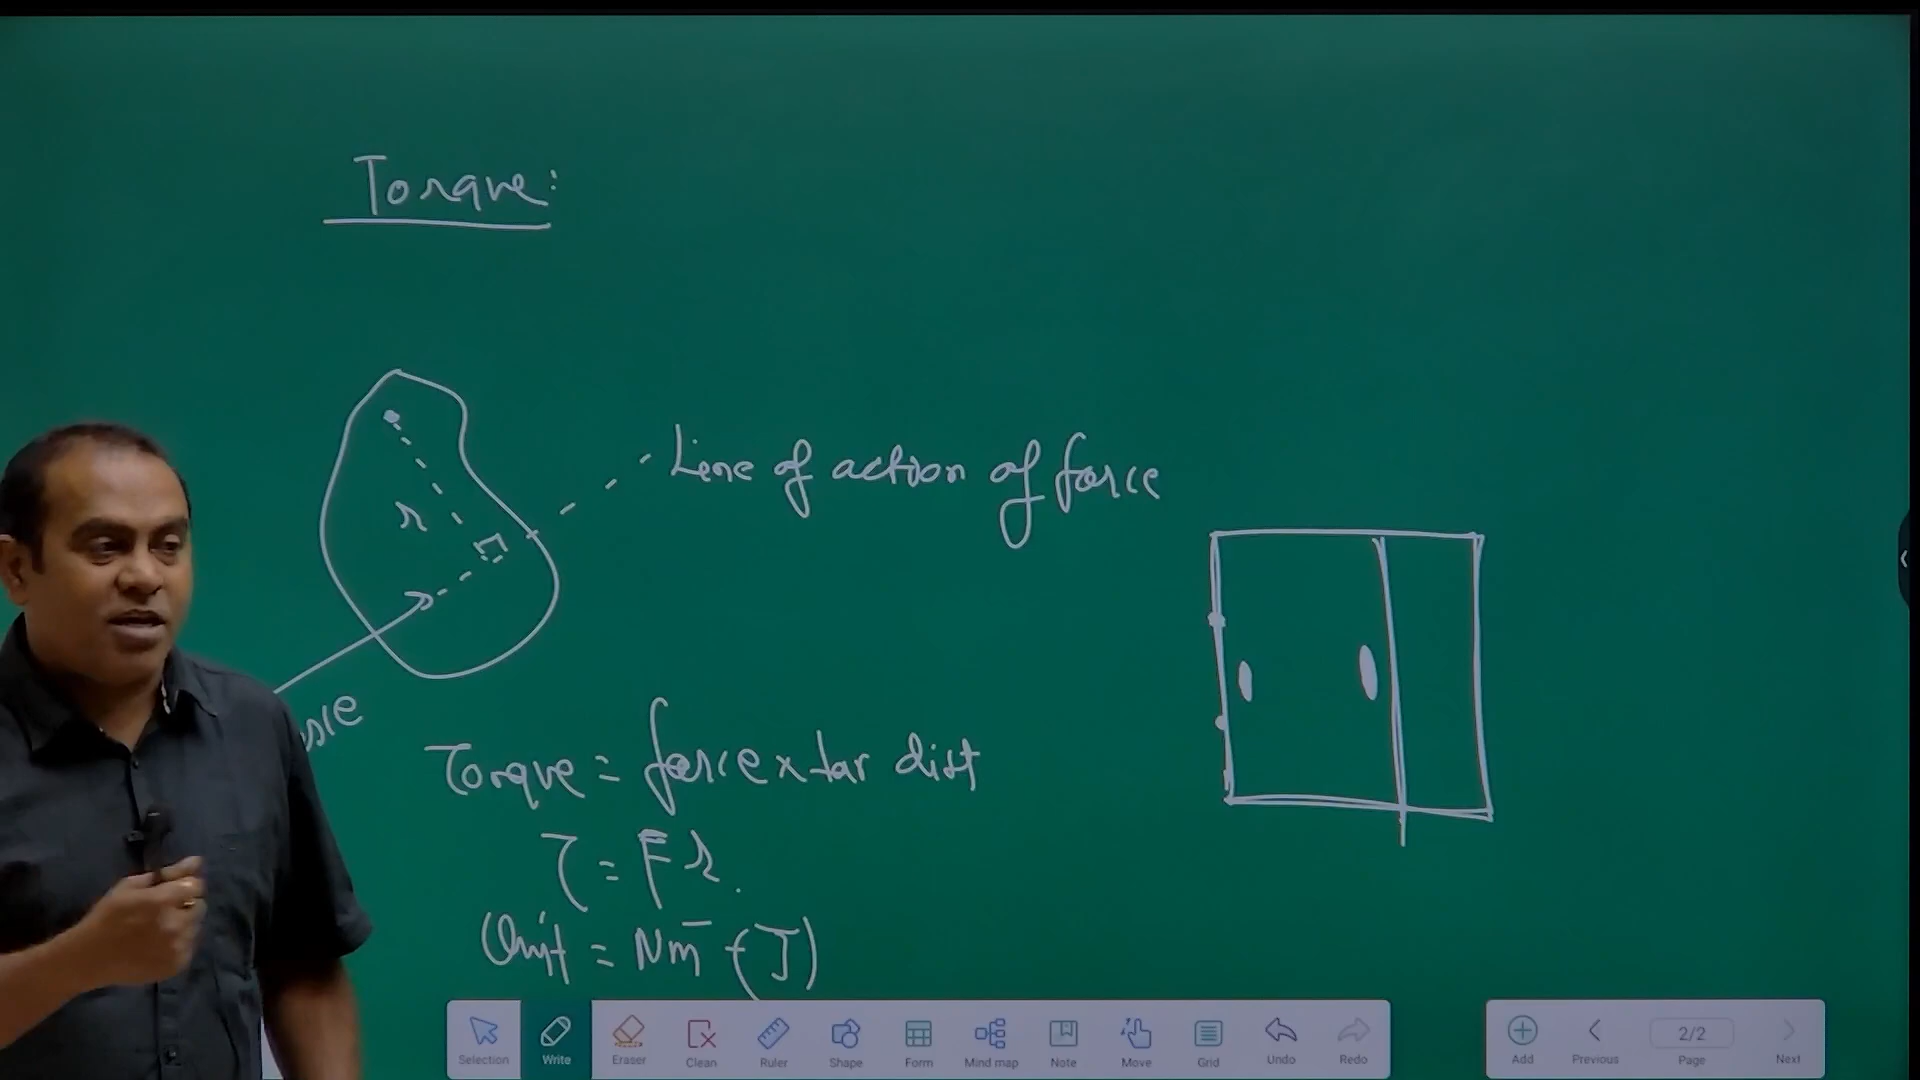 Torque:
Line of action of force
r
Torque = force x lar dist
τ = F r.
Unit = Nm (J)
Selection Write Eraser Clean Ruler Shape Form Mind map Note Move Grid Undo Redo
Add Previous 2/2 Page Next